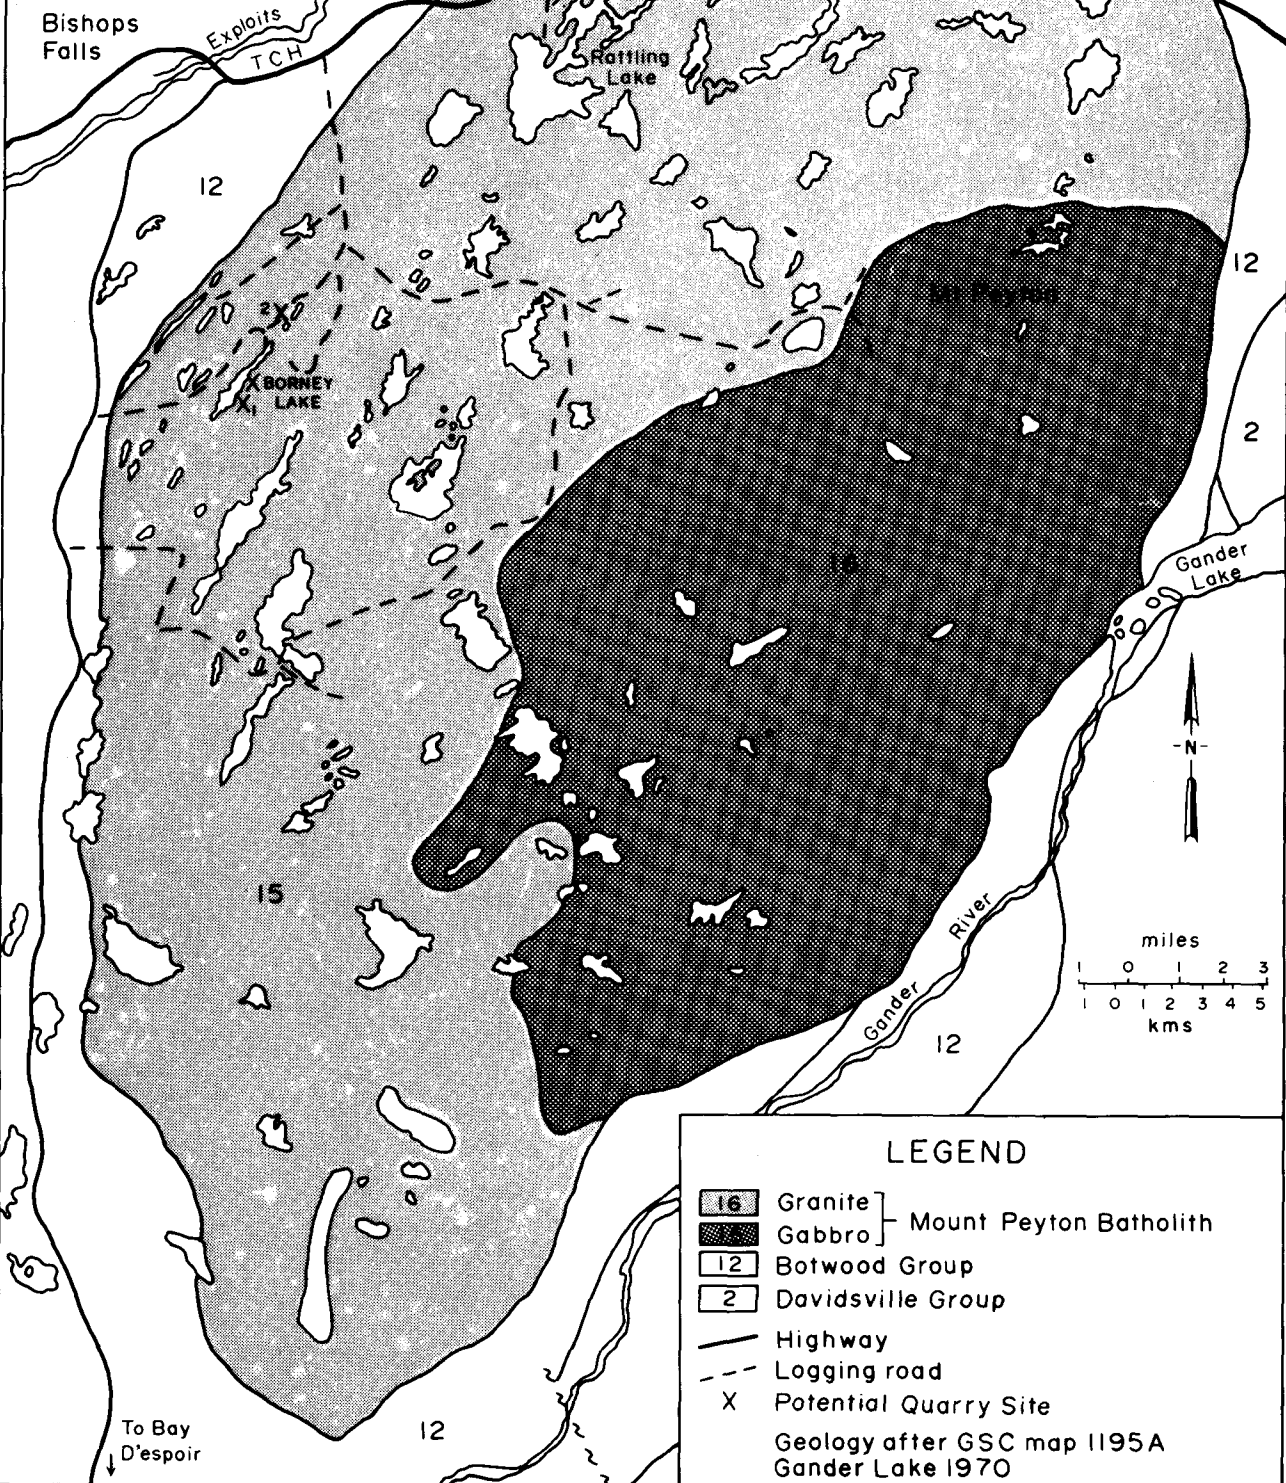 Bishops
Falls
Exploits
TCH
Rattling
Lake
12
12
Mt Peyton
2 X
X BORNEY
X1 LAKE
2
16
Gander
Lake
-N-
15
River
Gander
miles
1 0 1 2 3
1 0 1 2 3 4 5
kms
12
LEGEND
16 Granite
Gabbro
Mount Peyton Batholith
12 Botwood Group
2 Davidsville Group
Highway
Logging road
X Potential Quarry Site
Geology after GSC map 1195A
Gander Lake 1970
12
To Bay
D'espoir